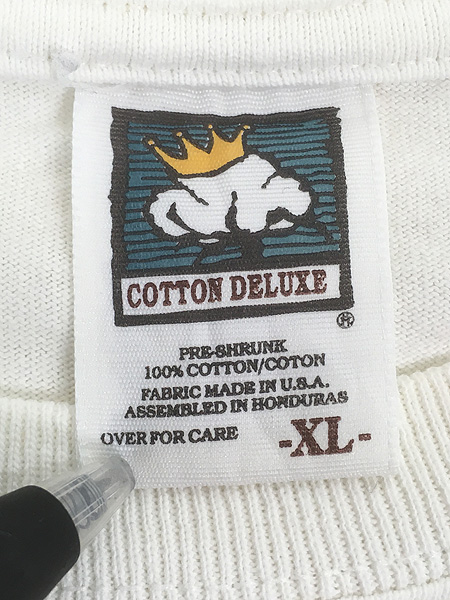 COTTON DELUXE
PRE-SHRUNK
100% COTTON/COTON
FABRIC MADE IN U.S.A.
ASSEMBLED IN HONDURAS
OVER FOR CARE
-XL-